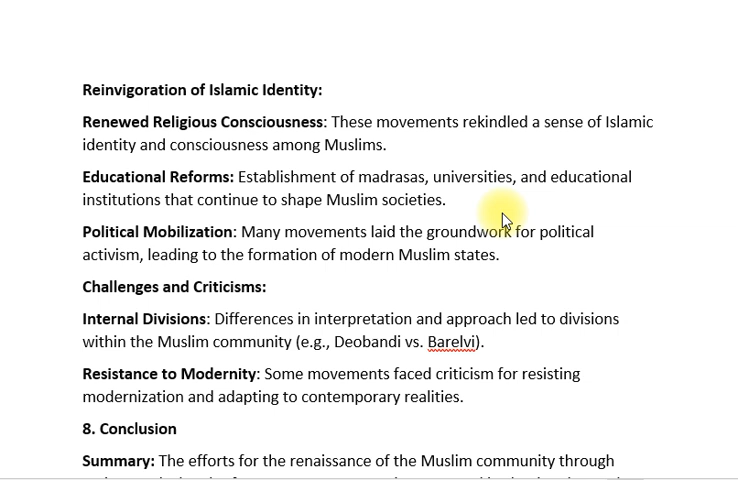 Reinvigoration of Islamic Identity:
Renewed Religious Consciousness: These movements rekindled a sense of Islamic
identity and consciousness among Muslims.
Educational Reforms: Establishment of madrasas, universities, and educational
institutions that continue to shape Muslim societies.
Political Mobilization: Many movements laid the groundwork for political
activism, leading to the formation of modern Muslim states.
Challenges and Criticisms:
Internal Divisions: Differences in interpretation and approach led to divisions
within the Muslim community (e.g., Deobandi vs. Barelvi).
Resistance to Modernity: Some movements faced criticism for resisting
modernization and adapting to contemporary realities.
8. Conclusion
Summary: The efforts for the renaissance of the Muslim community through